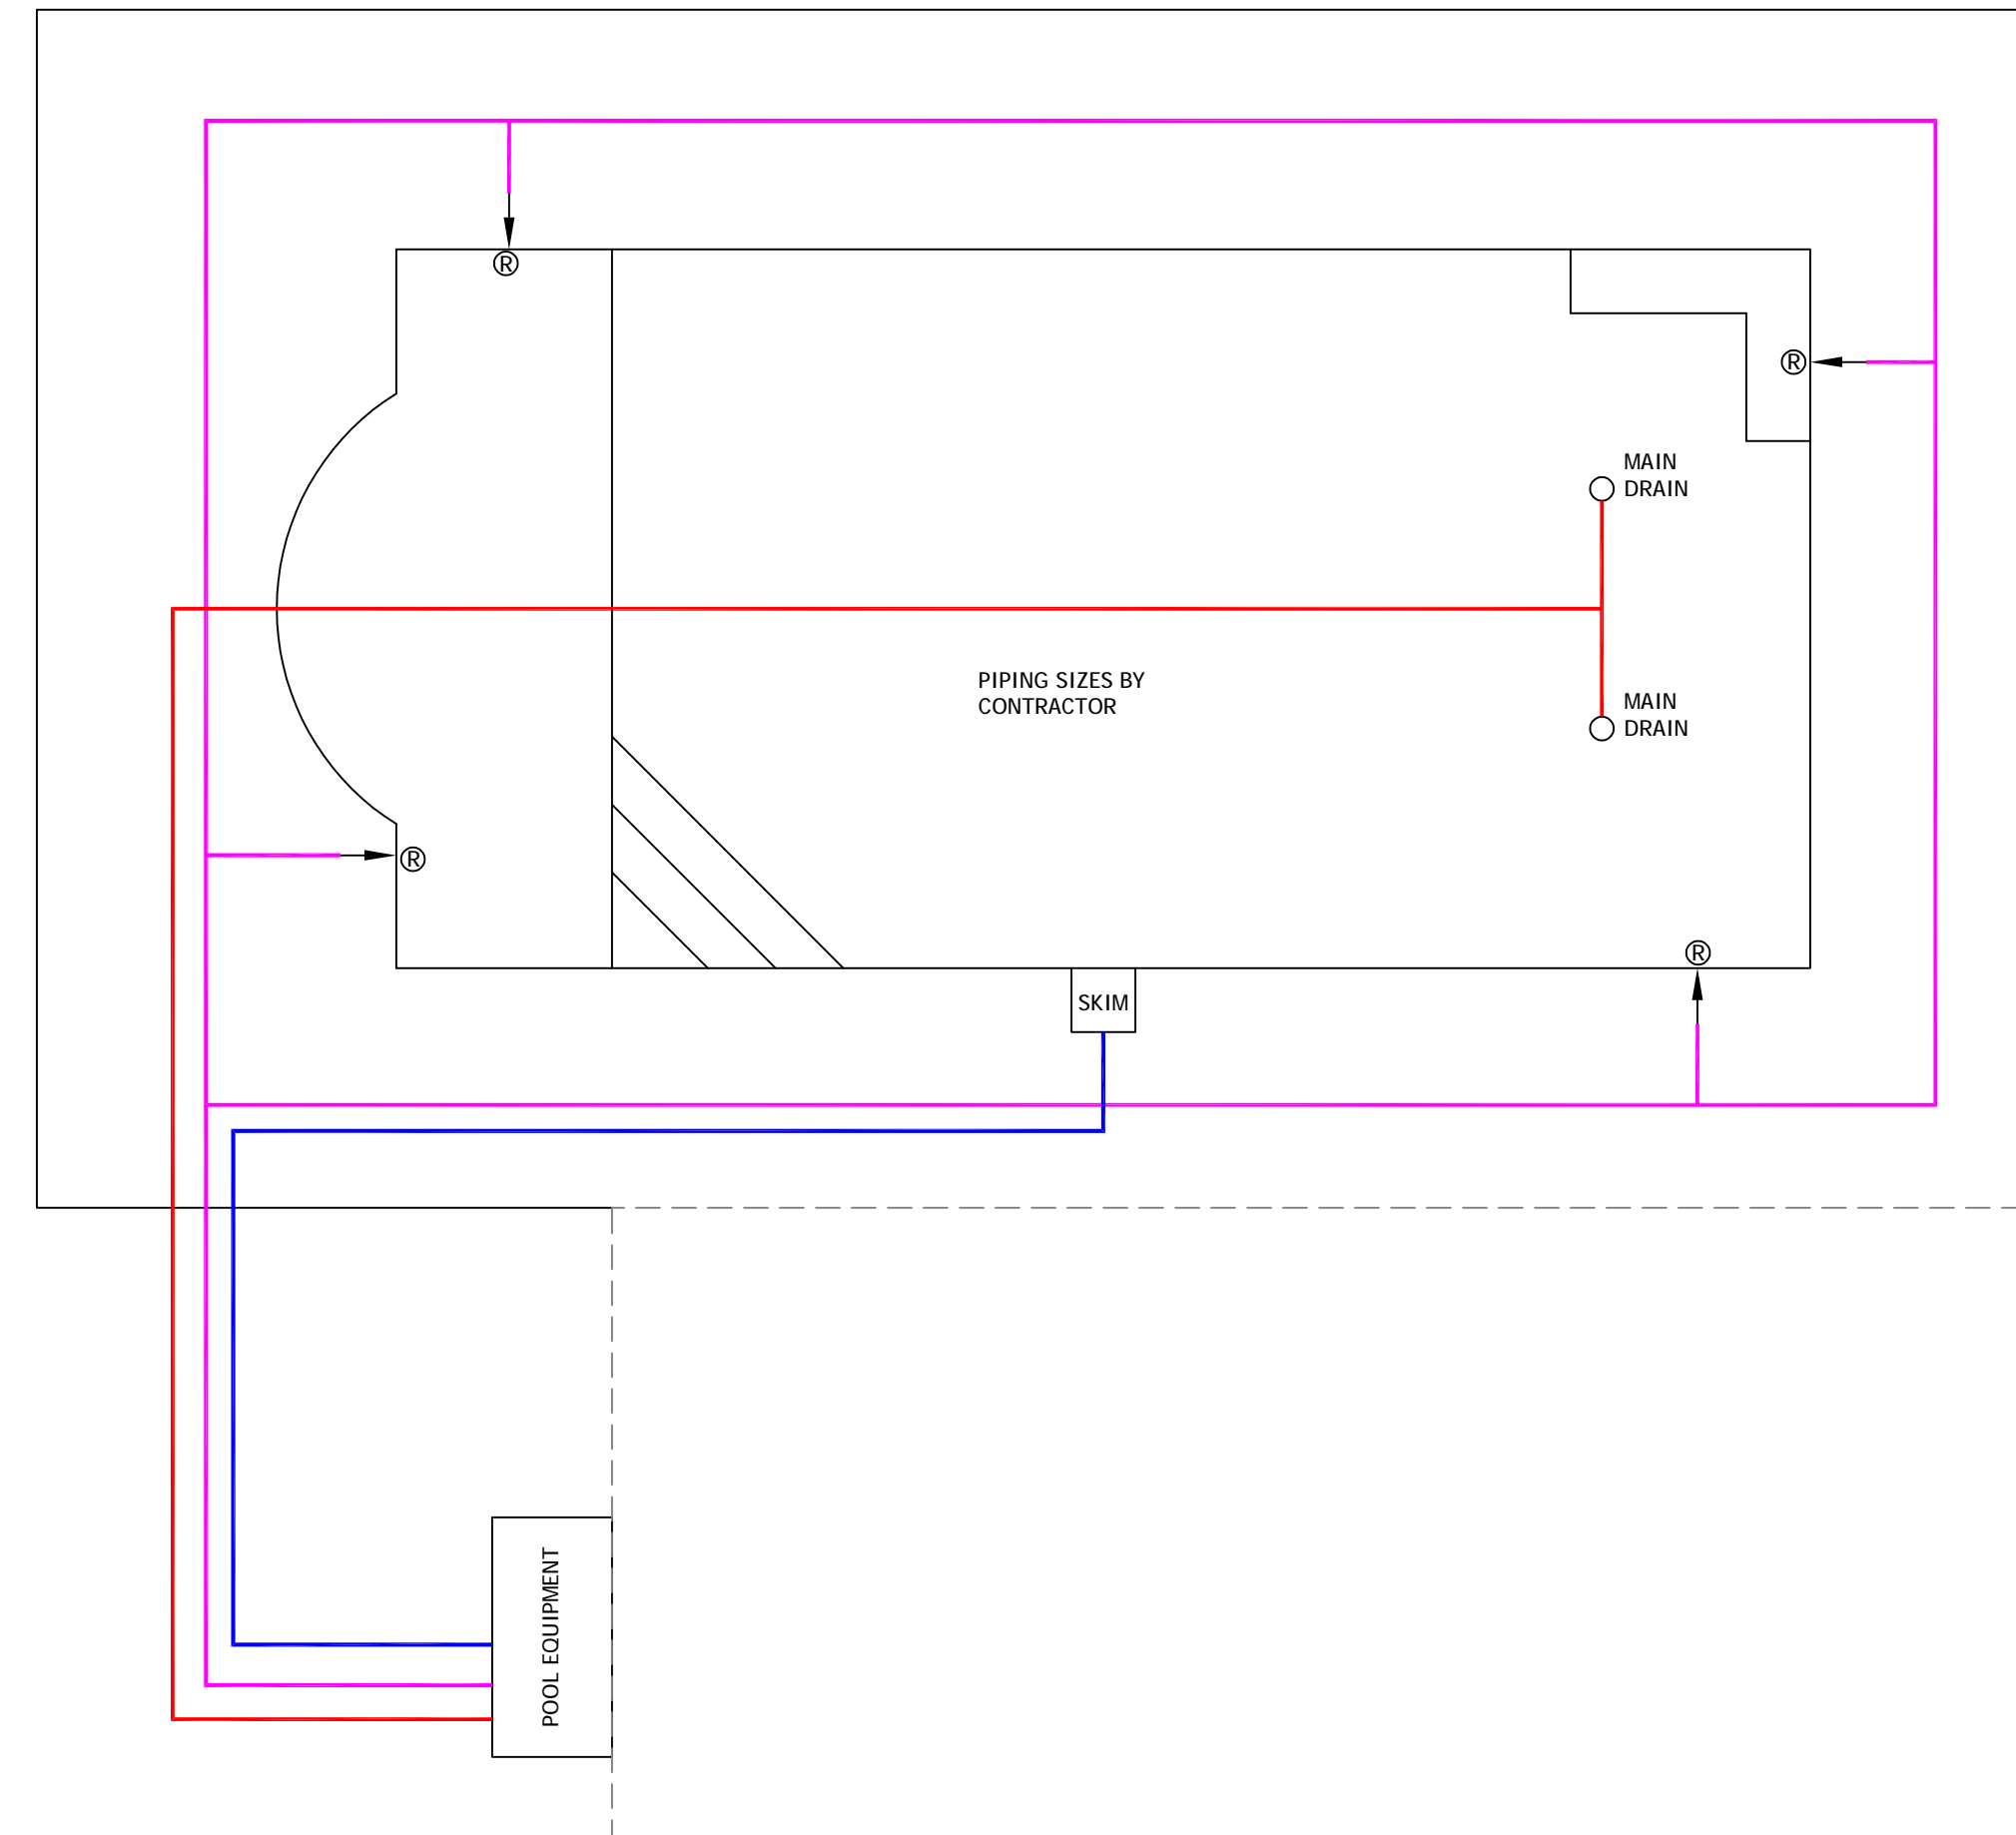 ®
®
MAIN
DRAIN
PIPING SIZES BY
CONTRACTOR
MAIN
DRAIN
®
®
SKIM
POOL EQUIPMENT